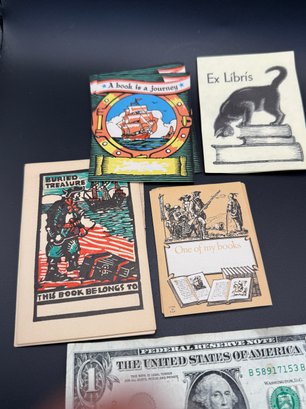 A book is a journey
Ex Libris
BURIED
TREASURE
THIS BOOK BELONGS TO
One of my books
FEDERAL RESERVE NOTE
THE UNITED STATES OF AMERICA
B 58917153